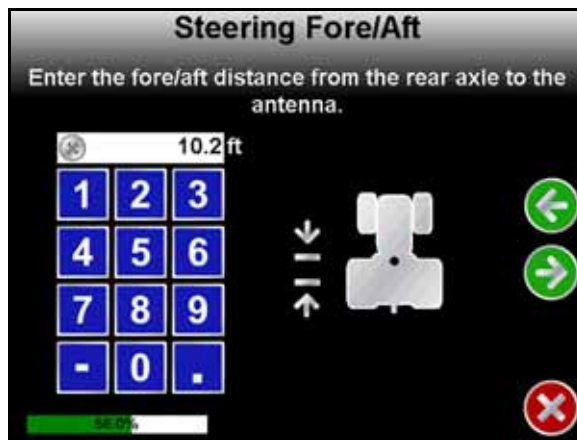 Steering Fore/Aft
Enter the fore/aft distance from the rear axle to the
antenna.
10.2 ft
1 2 3
4 5 6
7 8 9
- 0 .
56.0%